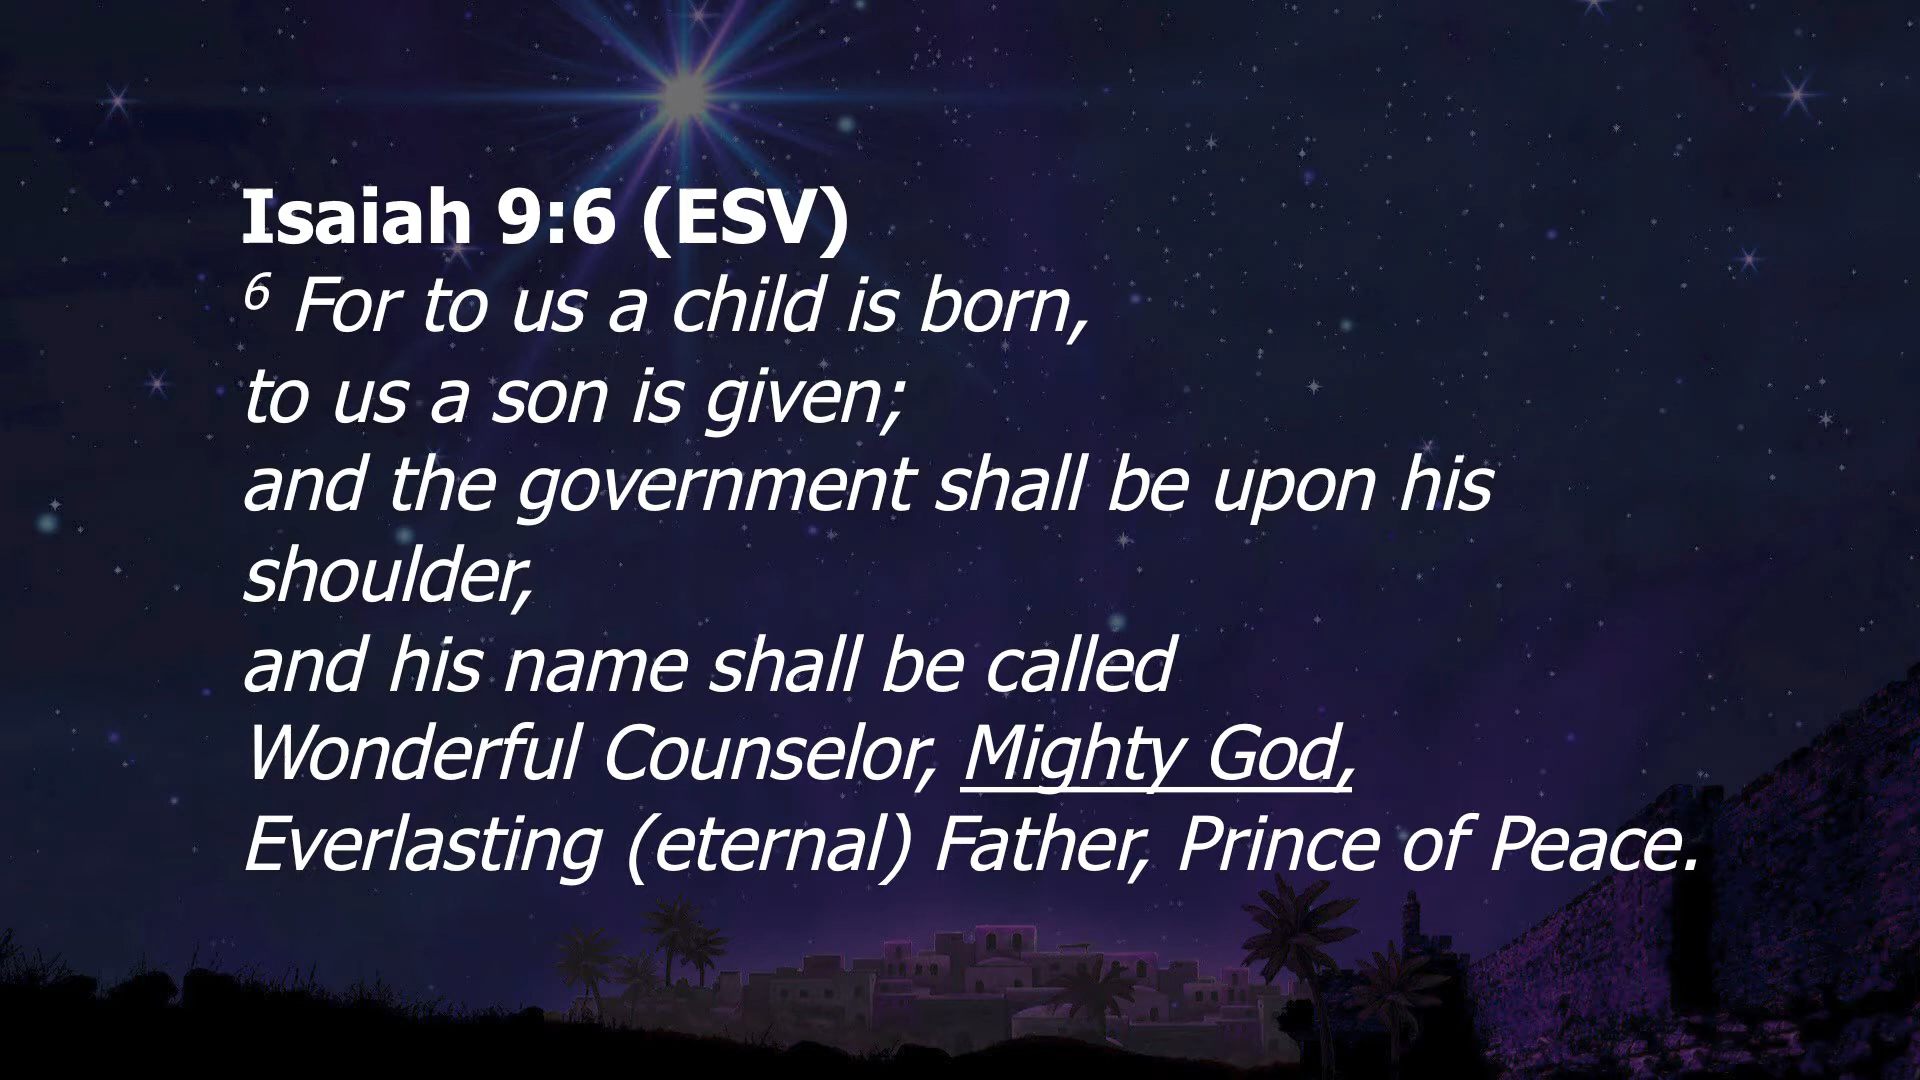 Isaiah 9:6 (ESV)
6 For to us a child is born,
to us a son is given;
and the government shall be upon his
shoulder,
and his name shall be called
Wonderful Counselor, Mighty God,
Everlasting (eternal) Father, Prince of Peace.